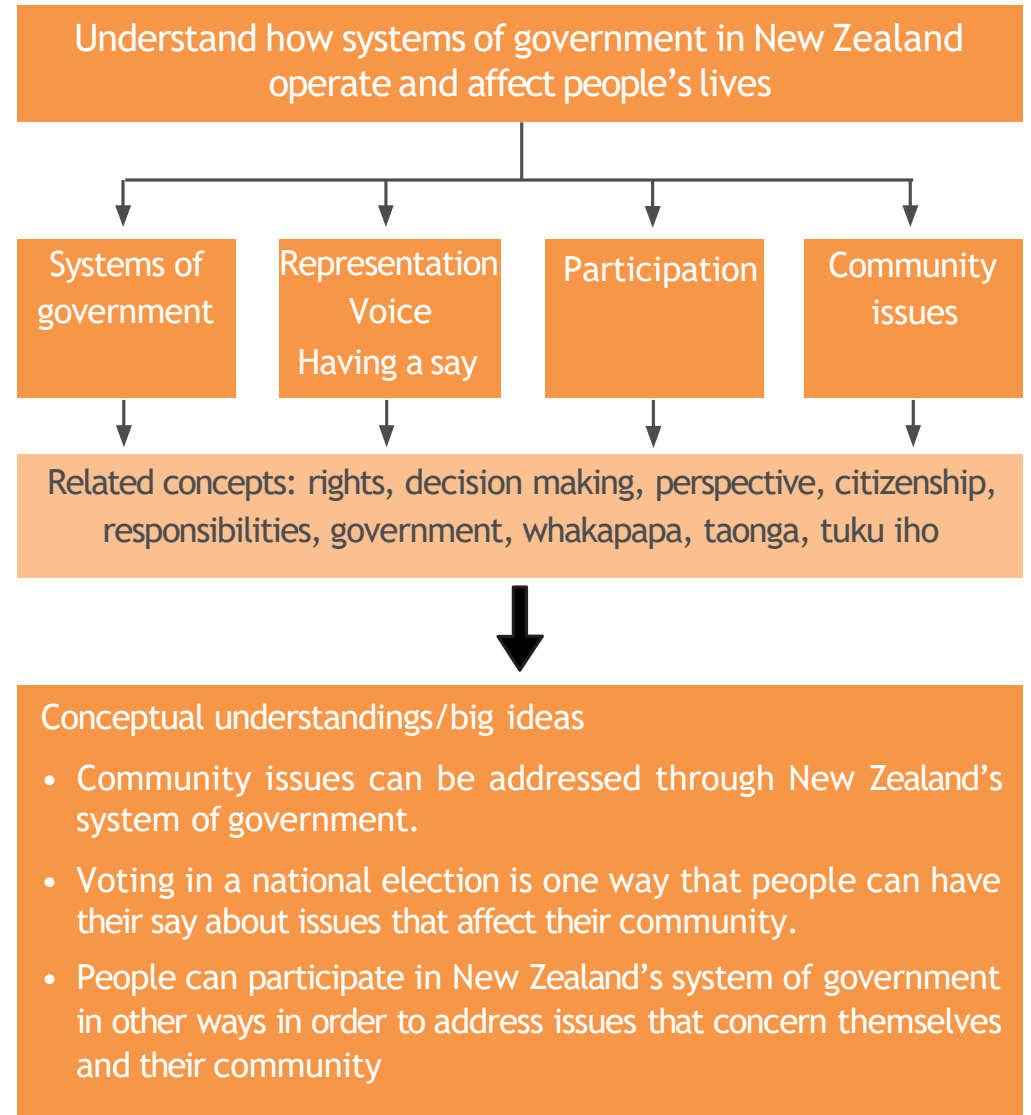 Understand how systems of government in New Zealand
operate and affect people’s lives
Systems of
government
Representation
Voice
Having a say
Participation
Community
issues
Related concepts: rights, decision making, perspective, citizenship,
responsibilities, government, whakapapa, taonga, tuku iho
Conceptual understandings/big ideas
• Community issues can be addressed through New Zealand’s
system of government.
• Voting in a national election is one way that people can have
their say about issues that affect their community.
• People can participate in New Zealand’s system of government
in other ways in order to address issues that concern themselves
and their community